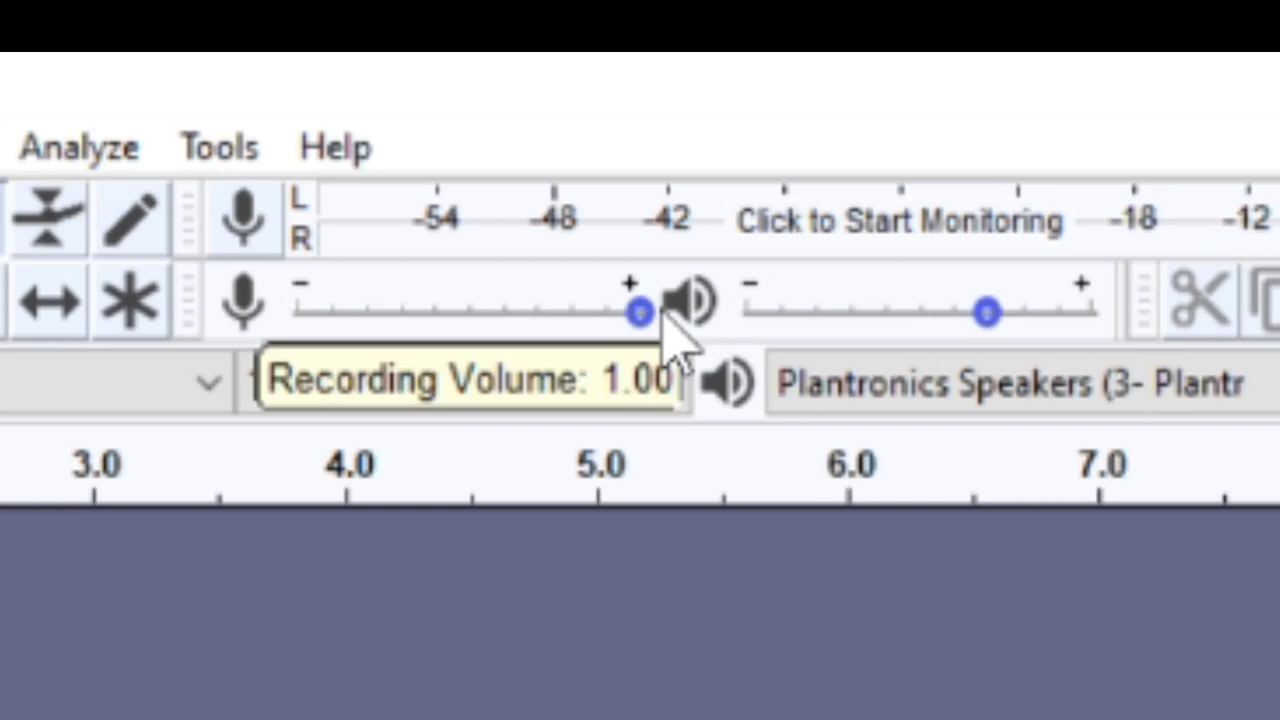 Analyze Tools Help
L
R
-54 -48 -42 Click to Start Monitoring -18 -12
- + - +
Recording Volume: 1.00
Plantronics Speakers (3- Plantr
3.0 4.0 5.0 6.0 7.0